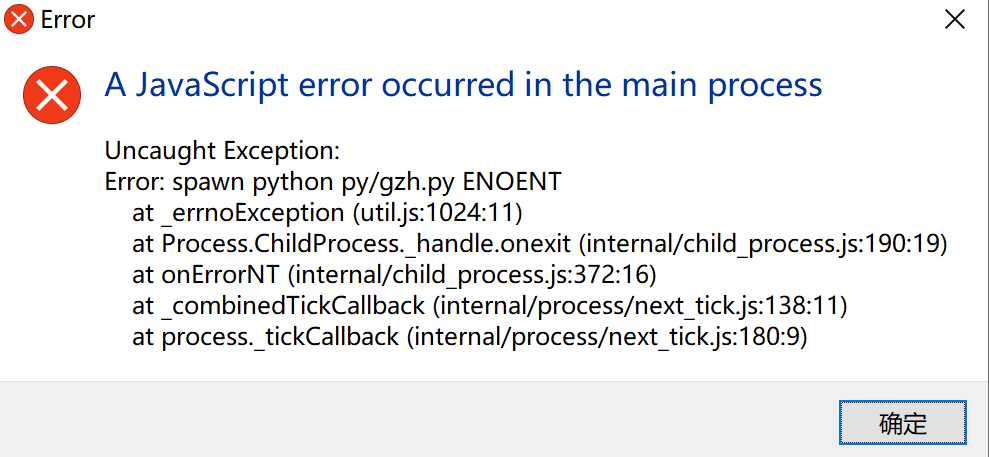 Error
A JavaScript error occurred in the main process
Uncaught Exception:
Error: spawn python py/gzh.py ENOENT
at _errnoException (util.js:1024:11)
at Process.ChildProcess._handle.onexit (internal/child_process.js:190:19)
at onErrorNT (internal/child_process.js:372:16)
at _combinedTickCallback (internal/process/next_tick.js:138:11)
at process._tickCallback (internal/process/next_tick.js:180:9)
确定